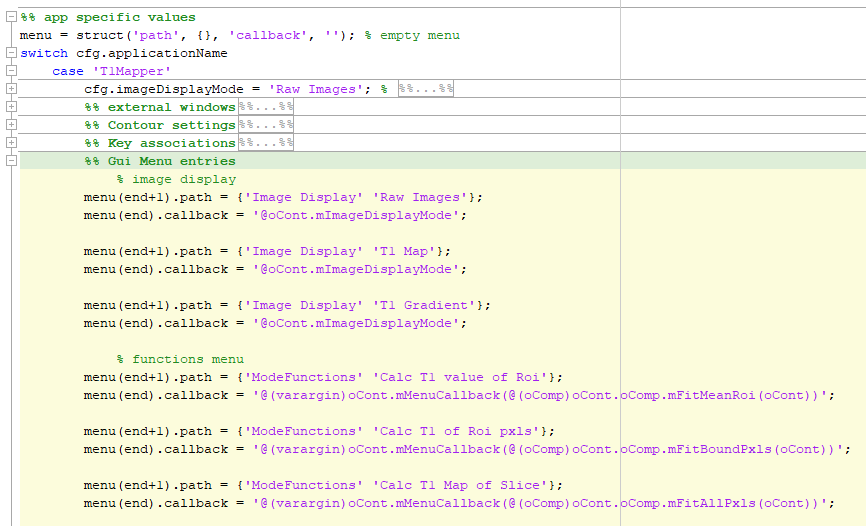 %% app specific values
menu = struct('path', {}, 'callback', ''); % empty menu
switch cfg.applicationName
case 'T1Mapper'
cfg.imageDisplayMode = 'Raw Images'; % %%...%%
%% external windows %%...%%
%% Contour settings %%...%%
%% Key associations %%...%%
%% Gui Menu entries
% image display
menu(end+1).path = {'Image Display' 'Raw Images'};
menu(end).callback = '@oCont.mImageDisplayMode';
menu(end+1).path = {'Image Display' 'T1 Map'};
menu(end).callback = '@oCont.mImageDisplayMode';
menu(end+1).path = {'Image Display' 'T1 Gradient'};
menu(end).callback = '@oCont.mImageDisplayMode';
% functions menu
menu(end+1).path = {'ModeFunctions' 'Calc T1 value of Roi'};
menu(end).callback = '@(varargin)oCont.mMenuCallback(@(oComp)oCont.oComp.mFitMeanRoi(oCont))';
menu(end+1).path = {'ModeFunctions' 'Calc T1 of Roi pxls'};
menu(end).callback = '@(varargin)oCont.mMenuCallback(@(oComp)oCont.oComp.mFitBoundPxls(oCont))';
menu(end+1).path = {'ModeFunctions' 'Calc T1 Map of Slice'};
menu(end).callback = '@(varargin)oCont.mMenuCallback(@(oComp)oCont.oComp.mFitAllPxls(oCont))';